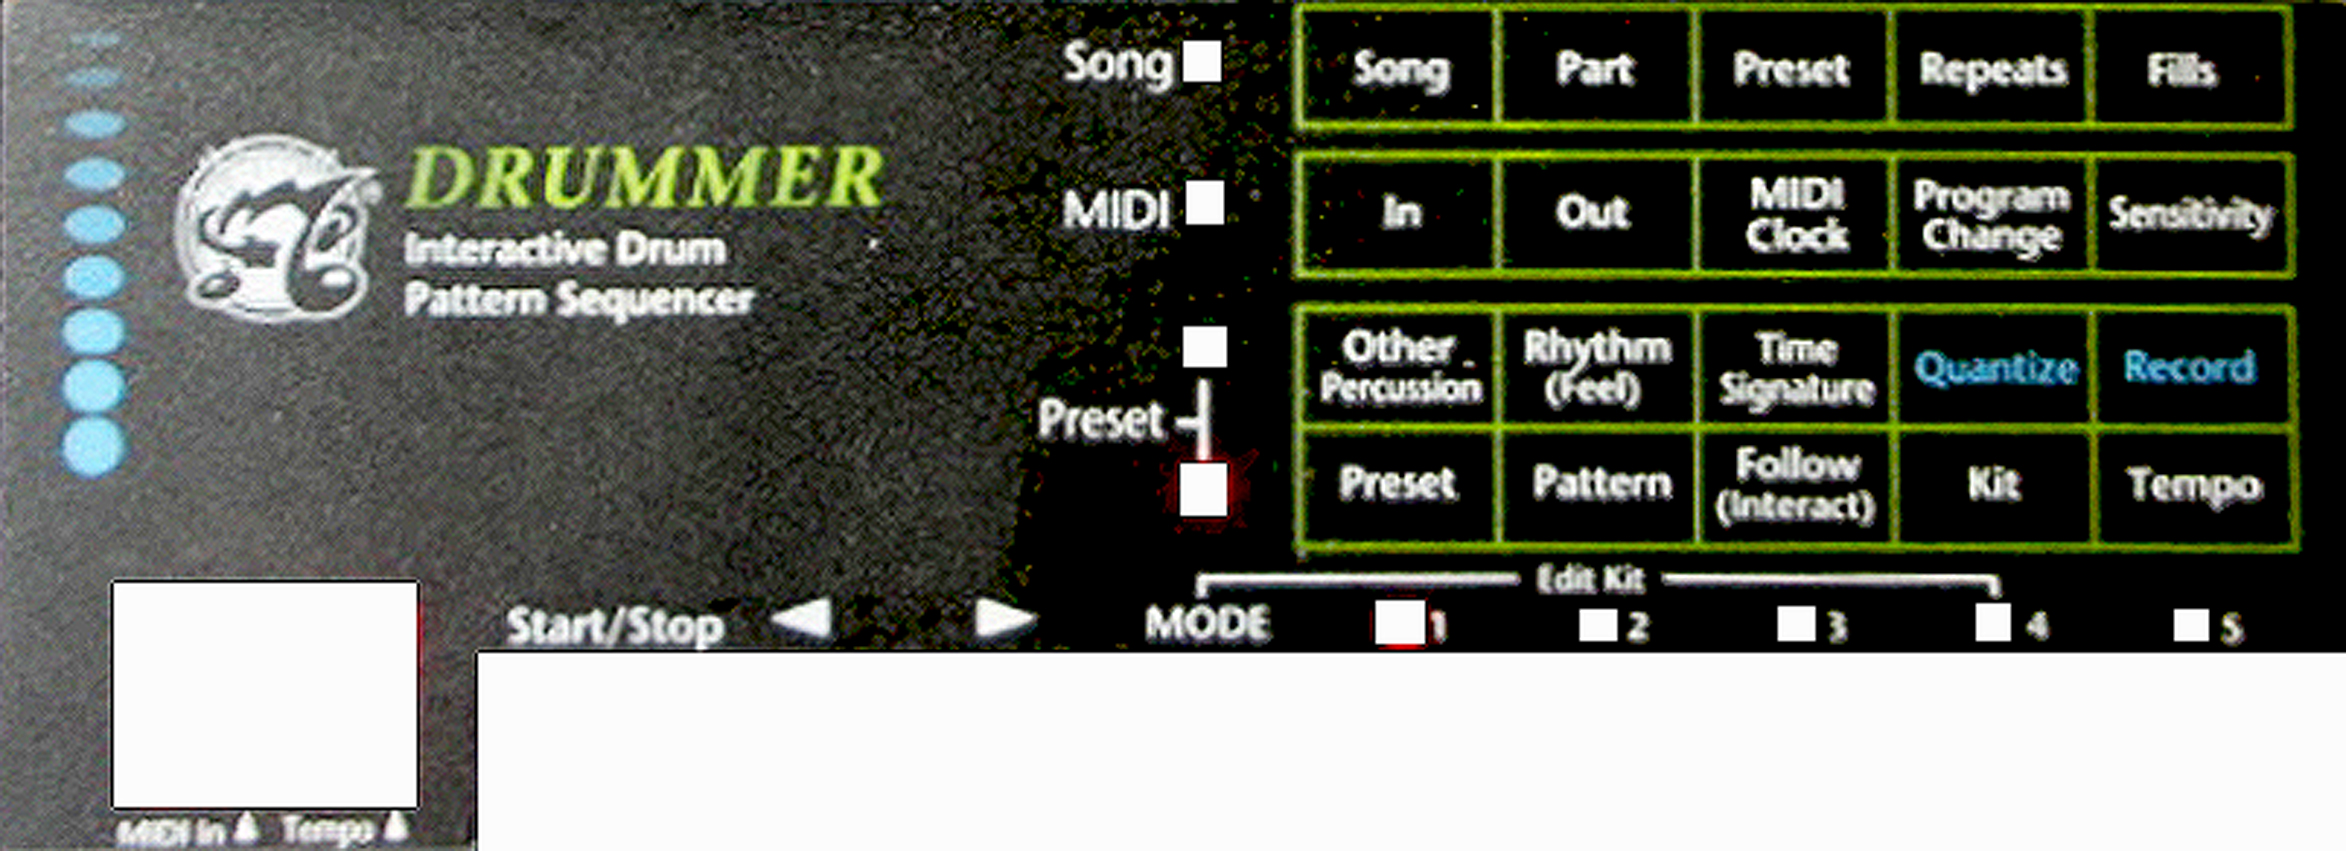 DRUMMER
Interactive Drum
Pattern Sequencer
Song
MIDI
Preset
Song Part Preset Repeats Fills
In Out MIDI Clock Program Change Sensitivity
Other Percussion Rhythm (Feel) Time Signature Quantize Record
Preset Pattern Follow (Interact) Kit Tempo
Edit Kit
Start/Stop MODE 1 2 3 4 5
MIDI In Tempo